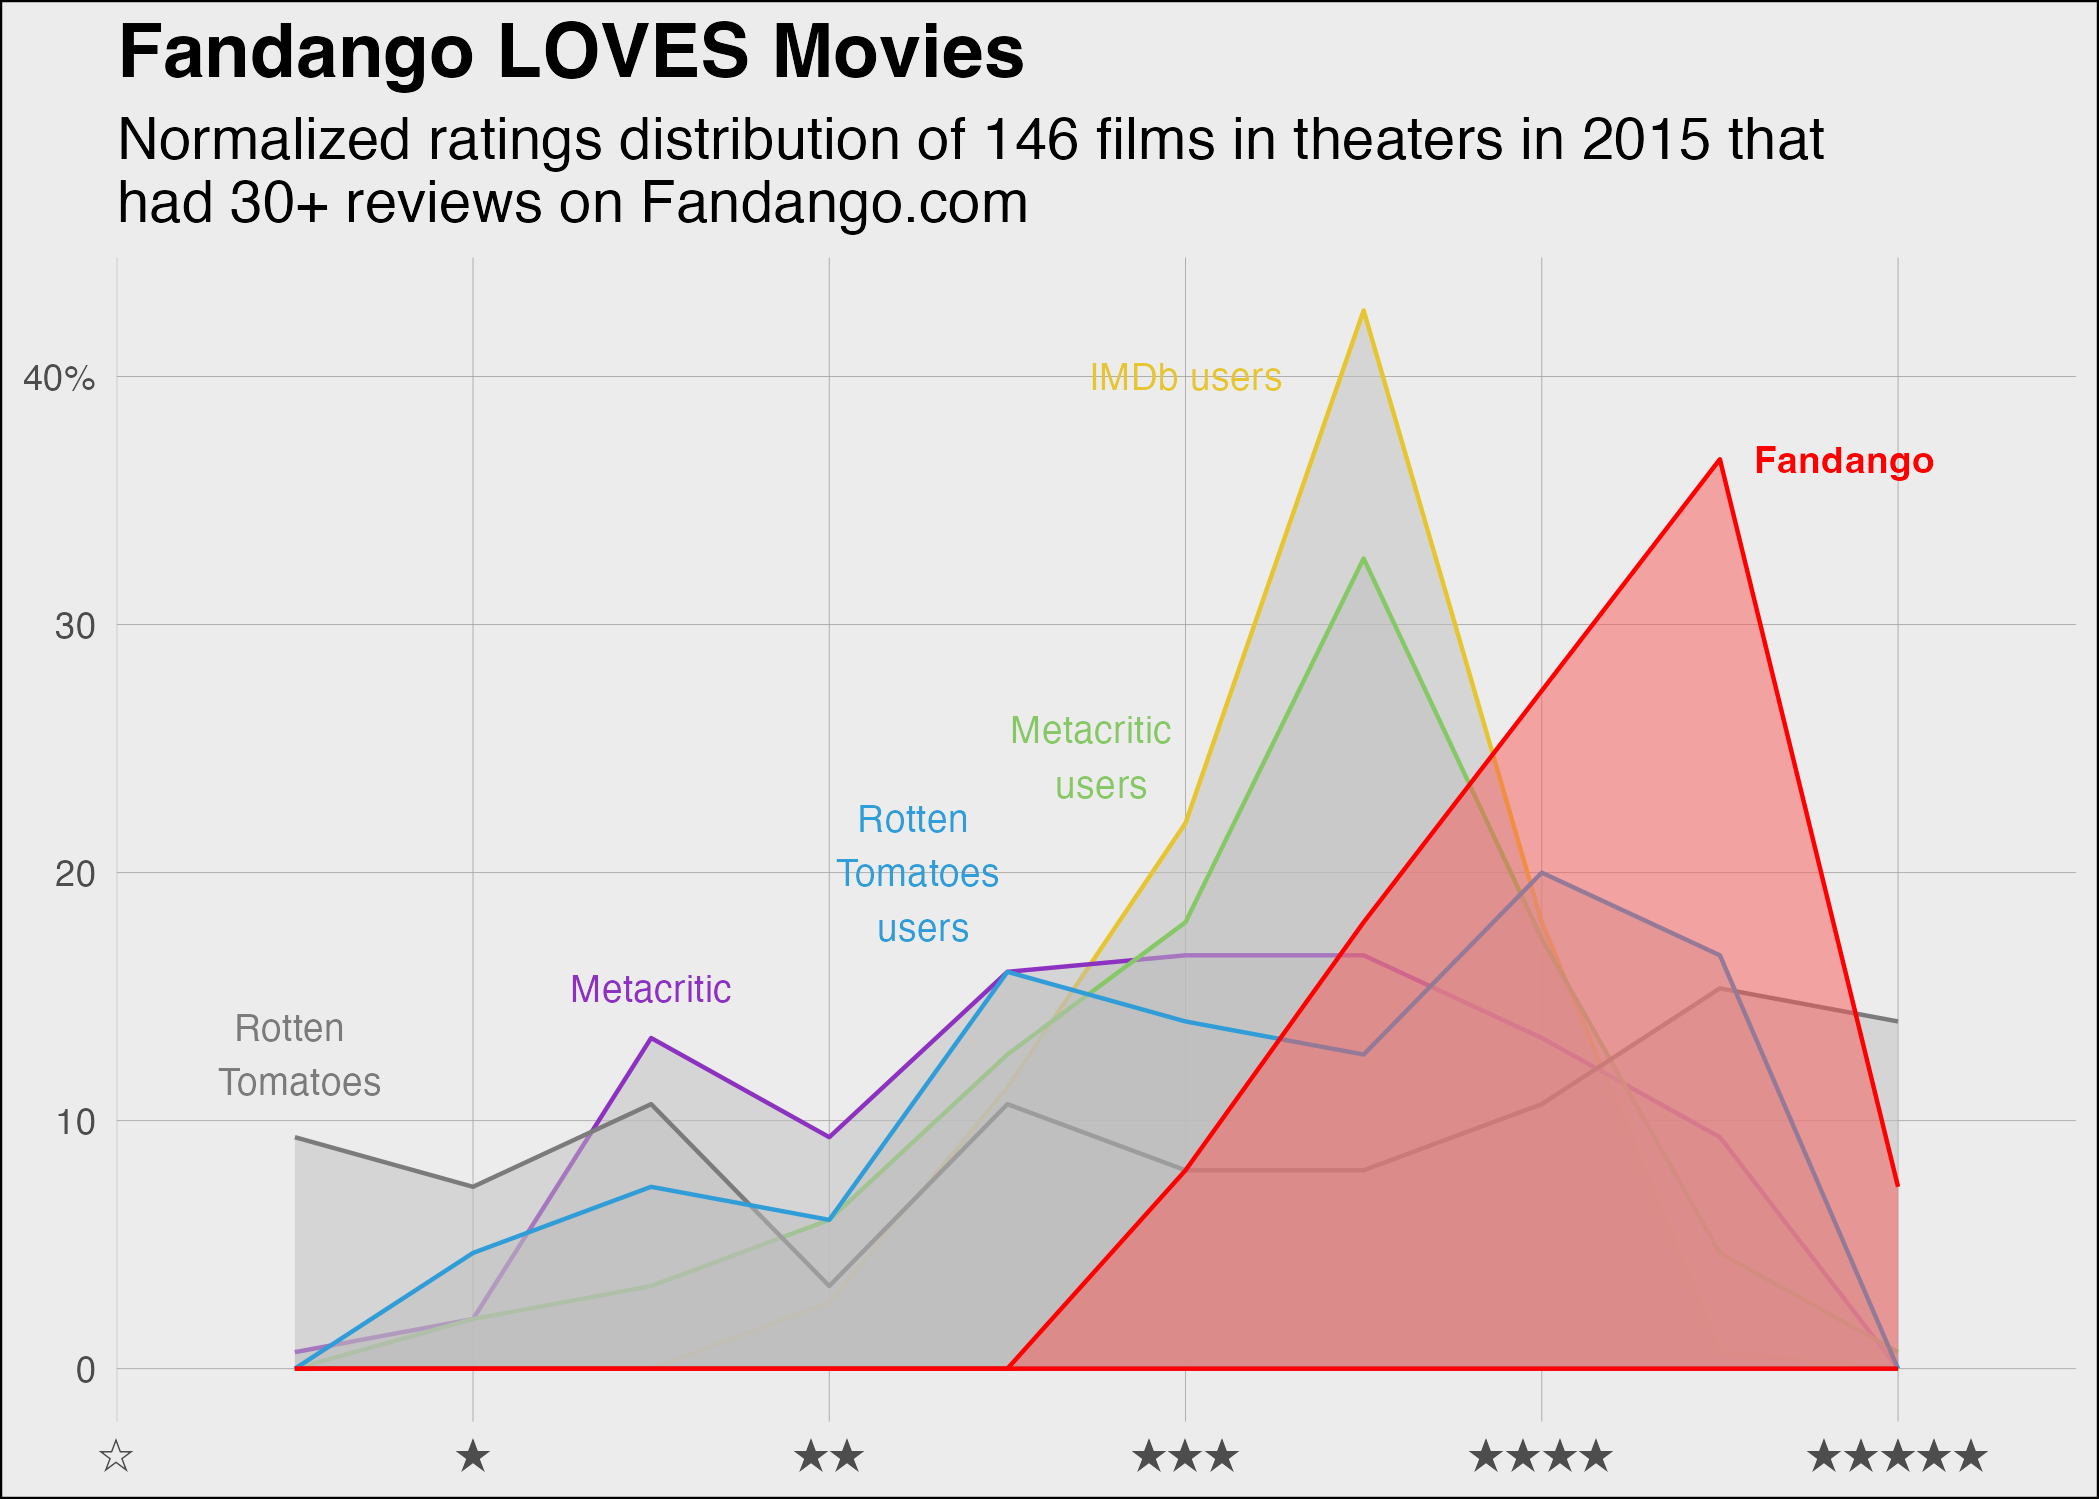 Fandango LOVES Movies
Normalized ratings distribution of 146 films in theaters in 2015 that
had 30+ reviews on Fandango.com
40%
IMDb users
Fandango
30
Metacritic
users
Rotten
Tomatoes
users
20
Metacritic
Rotten
Tomatoes
10
0
☆
★
★★
★★★
★★★★
★★★★★